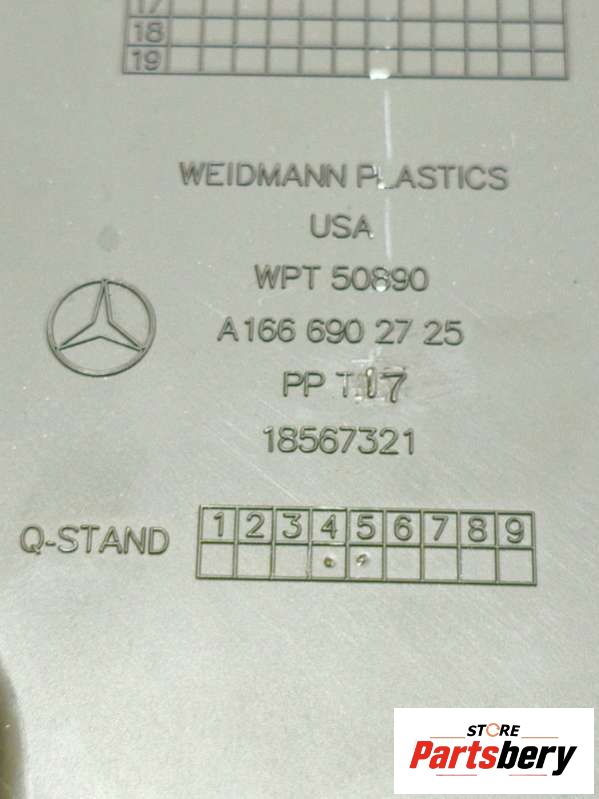 17
18
19
WEIDMANN PLASTICS
USA
WPT 50890
A166 690 27 25
PP T17
18567321
Q-STAND 1 2 3 4 5 6 7 8 9
STORE
Partsbery